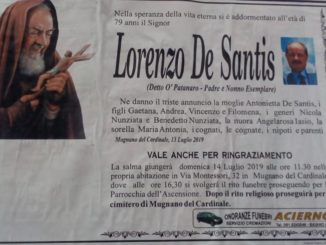 Nella speranza della vita eterna si è addormentato all'età di
79 anni il Signor
Lorenzo De Santis
(Detto O' Patanaro - Padre e Nonno Esemplare)
Ne danno il triste annuncio la moglie Antonietta De Santis, i
figli Gaetana, Andrea, Vincenzo e Filomena, i generi Nicola
Nunziata e Benedetto Nunziata, la nuora Angelarosa Iasio, la
sorella Maria Antonia, i cognati, le cognate, i nipoti e parenti
Mugnano del Cardinale, 13 Luglio 2019
VALE ANCHE PER RINGRAZIAMENTO
La salma giungerà domenica 14 Luglio 2019 alle ore 11.30 nell
propria abitazione in Via Montessori, 32 in Mugnano del Cardinale,
dove alle ore 16,30 si svolgerà il rito funebre proseguendo per
Parrocchia dell'Ascensione. Dopo il rito religioso proseguirà per
cimitero di Mugnano del Cardinale.
ONORANZE FUNEBRI ACIERNO
SERVIZIO CREMAZIONI